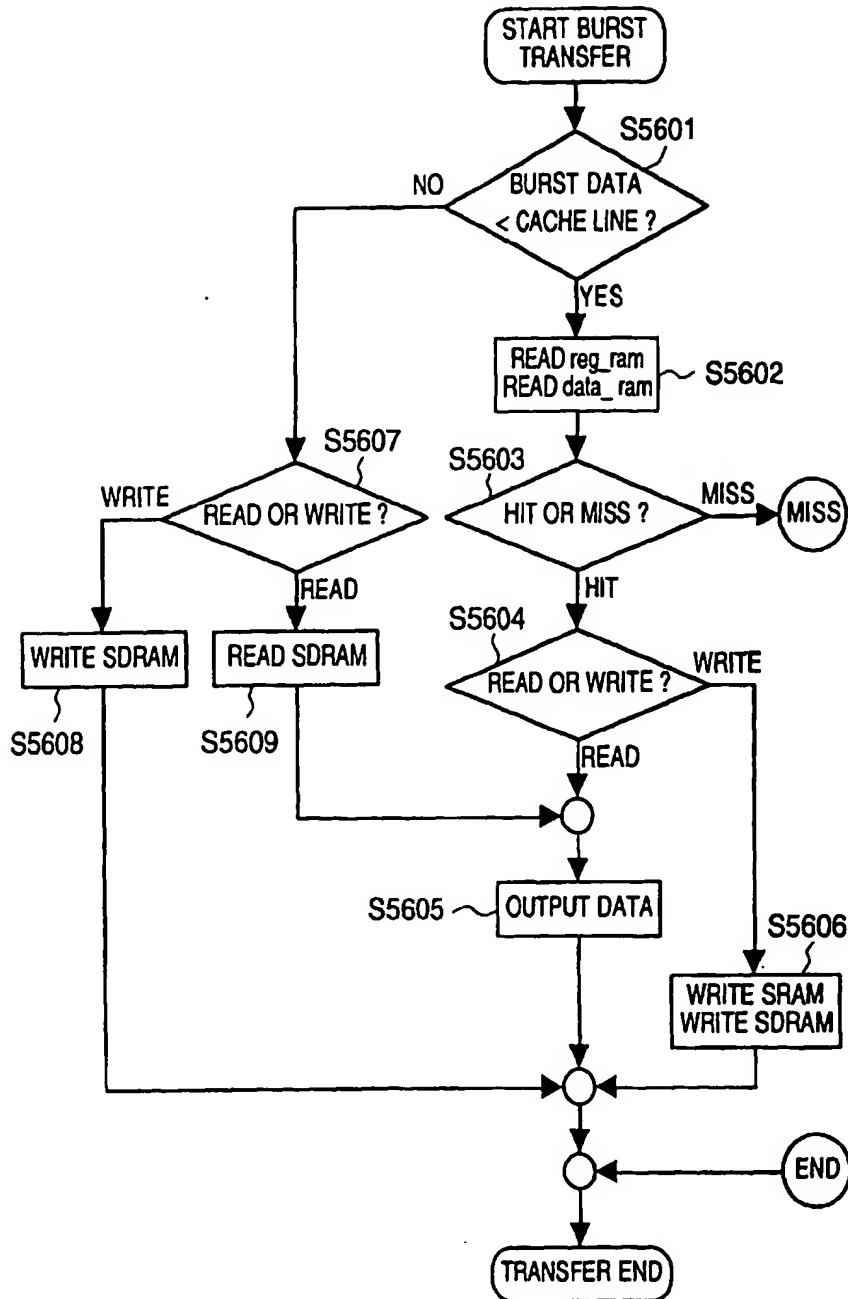 START BURST
TRANSFER
S5601
NO
BURST DATA
< CACHE LINE ?
YES
READ reg_ram
READ data_ ram
S5602
S5607
S5603
WRITE
READ OR WRITE ?
HIT OR MISS ?
MISS
MISS
READ
HIT
S5604
WRITE SDRAM
READ SDRAM
READ OR WRITE ?
WRITE
S5608
S5609
READ
S5605
OUTPUT DATA
S5606
WRITE SRAM
WRITE SDRAM
END
TRANSFER END